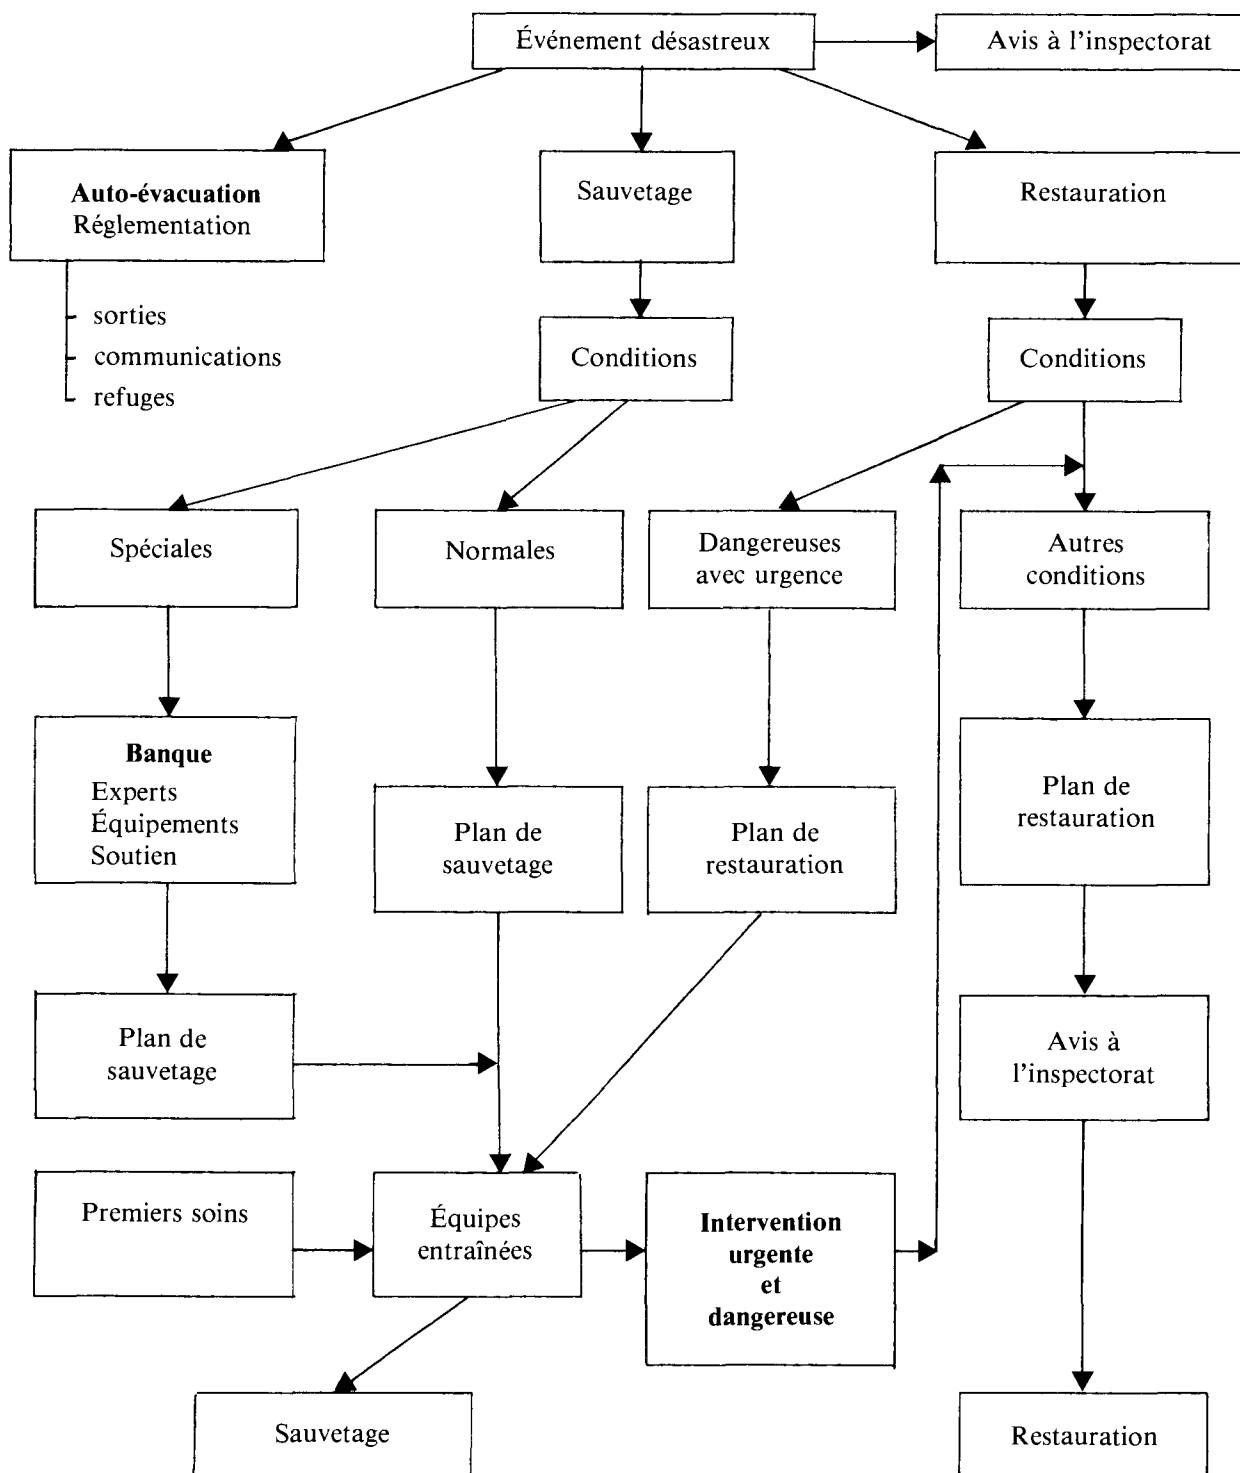 Événement désastreux
Avis à l'inspectorat
Auto-évacuation
Réglementation
Sauvetage
Restauration
sorties
communications
refuges
Conditions
Conditions
Spéciales
Normales
Dangereuses
avec urgence
Autres
conditions
Banque
Experts
Équipements
Soutien
Plan de
sauvetage
Plan de
restauration
Plan de
restauration
Plan de
sauvetage
Avis à
l'inspectorat
Premiers soins
Équipes
entraînées
Intervention
urgente
et
dangereuse
Sauvetage
Restauration